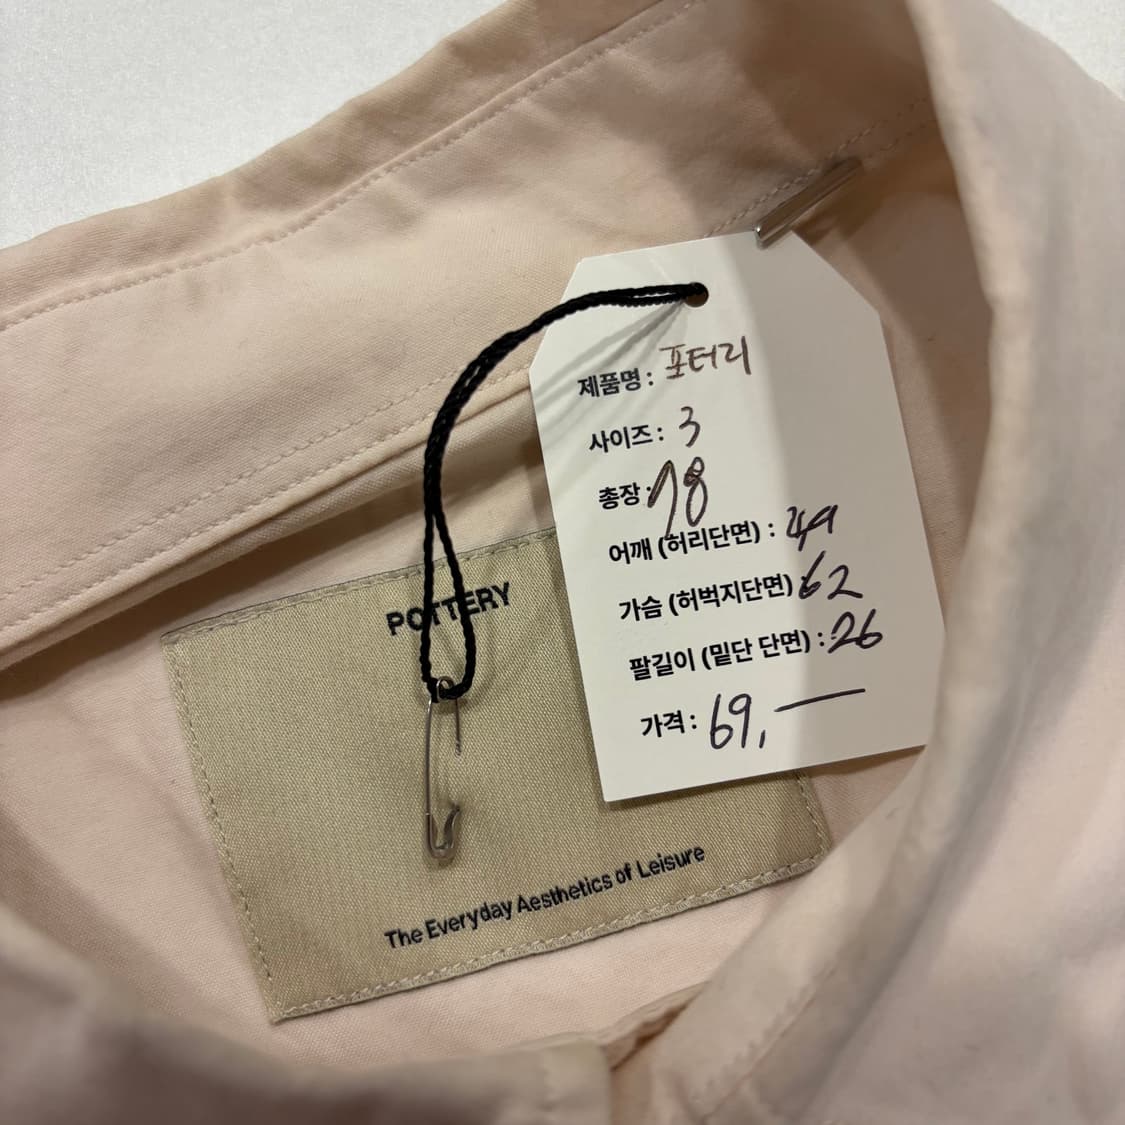 제품명 : 포터리
사이즈 : 3
총장 : 78
어깨 (허리단면) : 49
가슴 (허벅지단면) : 62
팔길이 (밑단 단면) : 26
가격 : 69,—
POTTERY
The Everyday Aesthetics of Leisure